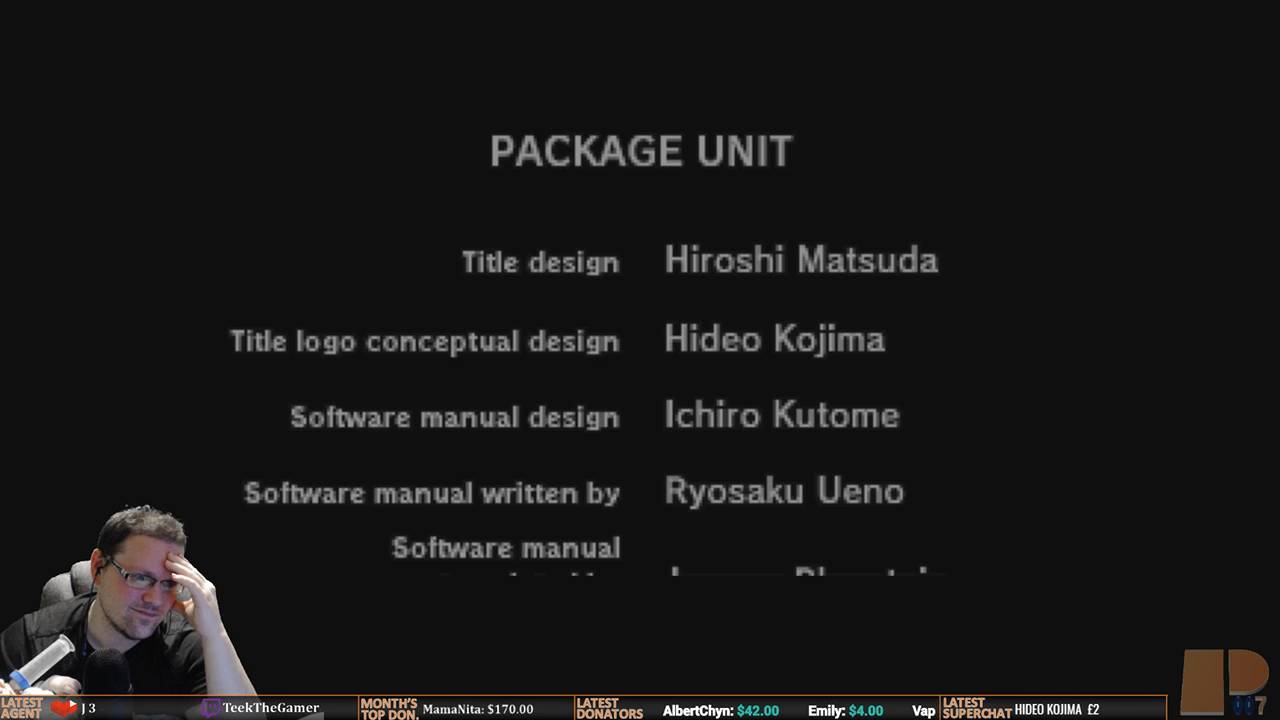 PACKAGE UNIT
Title design Hiroshi Matsuda
Title logo conceptual design Hideo Kojima
Software manual design Ichiro Kutome
Software manual written by Ryosaku Ueno
Software manual
LATEST AGENT J 3
TeekTheGamer
MONTH'S TOP DON. MamaNita: $170.00
LATEST DONATORS AlbertChyn: $42.00 Emily: $4.00 Vap
LATEST SUPERCHAT HIDEO KOJIMA £2
P 007